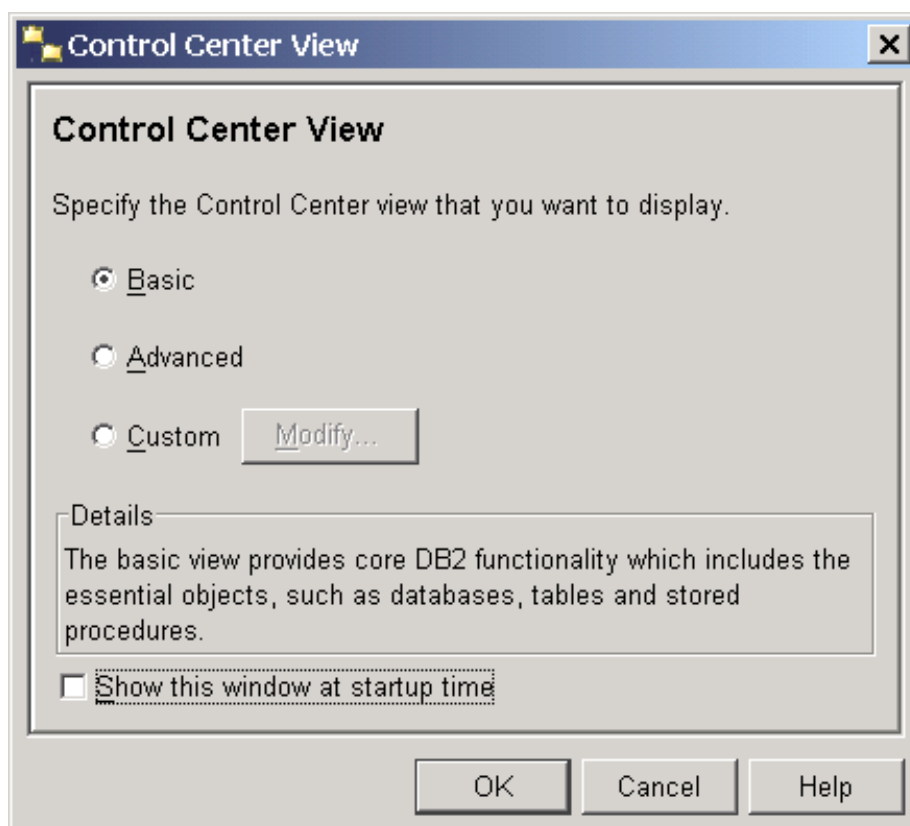 Control Center View
Control Center View
Specify the Control Center view that you want to display.
Basic
Advanced
Custom Modify...
Details
The basic view provides core DB2 functionality which includes the
essential objects, such as databases, tables and stored
procedures.
Show this window at startup time
OK Cancel Help